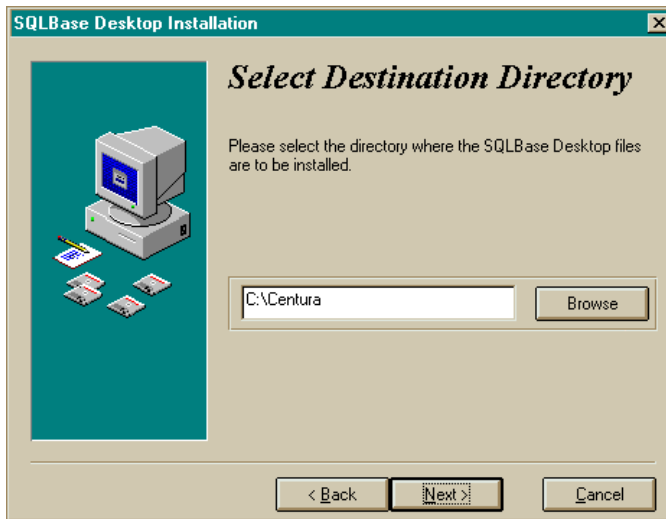 SQLBase Desktop Installation
Select Destination Directory
Please select the directory where the SQLBase Desktop files
are to be installed.
C:\Centura
Browse
< Back
Next >
Cancel